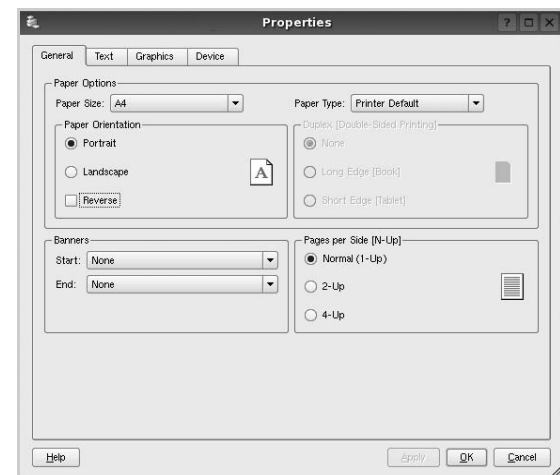 Properties
General Text Graphics Device
Paper Options
Paper Size: A4 Paper Type: Printer Default
Paper Orientation
Portrait
Landscape
Reverse
A
Duplex [Double-Sided Printing]
None
Long Edge [Book]
Short Edge [Tablet]
Banners
Start: None
End: None
Pages per Side [N-Up]
Normal (1-Up)
2-Up
4-Up
Help Apply OK Cancel